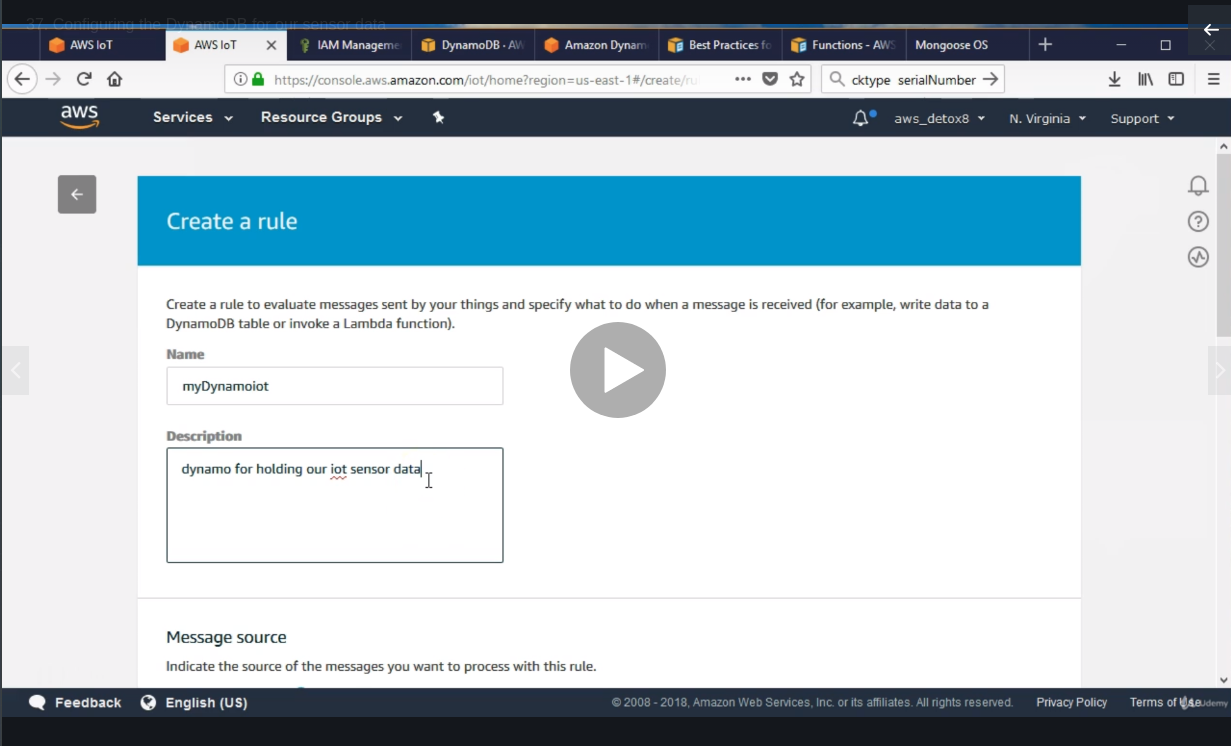 37. Configuring the DynamoDB for our sensor data
AWS IoT
AWS IoT
IAM Manageme
DynamoDB · AW
Amazon Dynam
Best Practices fo
Functions - AWS
Mongoose OS
https://console.aws.amazon.com/iot/home?region=us-east-1#/create/ru
cktype serialNumber
aws
Services
Resource Groups
aws_detox8
N. Virginia
Support
Create a rule
Create a rule to evaluate messages sent by your things and specify what to do when a message is received (for example, write data to a
DynamoDB table or invoke a Lambda function).
Name
myDynamoiot
Description
dynamo for holding our iot sensor data
Message source
Indicate the source of the messages you want to process with this rule.
Feedback
English (US)
© 2008 - 2018, Amazon Web Services, Inc. or its affiliates. All rights reserved.
Privacy Policy
Terms of Use
Udemy